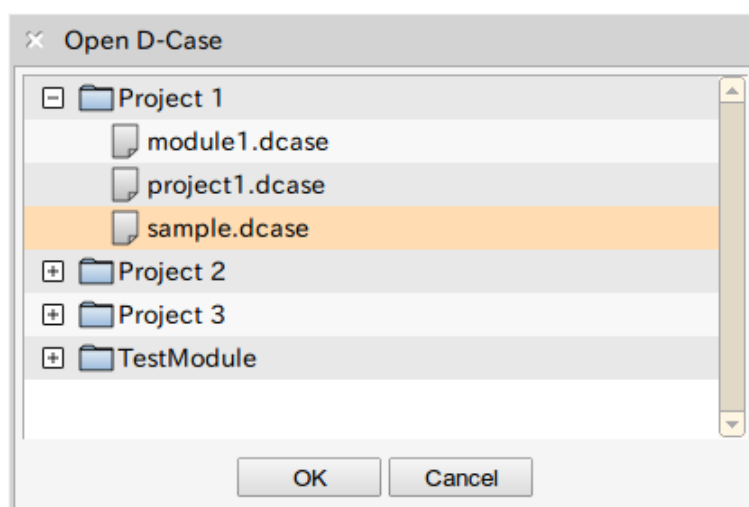 Open D-Case
Project 1
module1.dcase
project1.dcase
sample.dcase
Project 2
Project 3
TestModule
OK Cancel